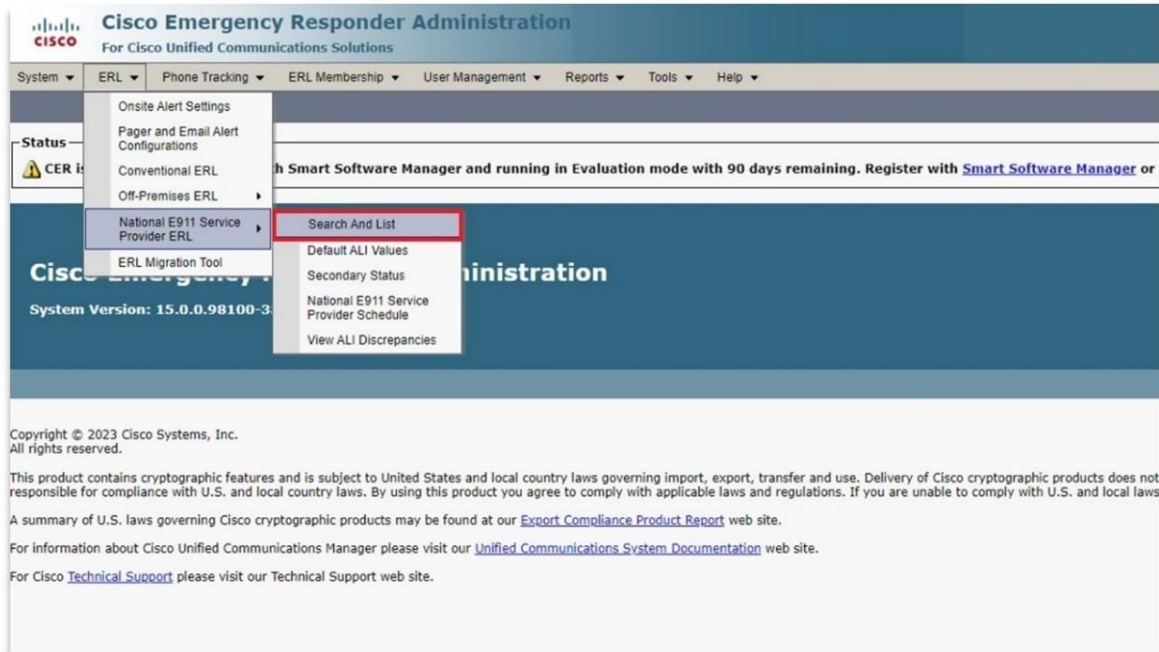 CISCO
Cisco Emergency Responder Administration
For Cisco Unified Communications Solutions
System ERL Phone Tracking ERL Membership User Management Reports Tools Help
Onsite Alert Settings
Pager and Email Alert
Configurations
Conventional ERL
Off-Premises ERL
National E911 Service
Provider ERL
ERL Migration Tool
Search And List
Default ALI Values
Secondary Status
National E911 Service
Provider Schedule
View ALI Discrepancies
Status
CER is h Smart Software Manager and running in Evaluation mode with 90 days remaining. Register with Smart Software Manager or
System Version: 15.0.0.98100-3
Copyright © 2023 Cisco Systems, Inc.
All rights reserved.
This product contains cryptographic features and is subject to United States and local country laws governing import, export, transfer and use. Delivery of Cisco cryptographic products does not
responsible for compliance with U.S. and local country laws. By using this product you agree to comply with applicable laws and regulations. If you are unable to comply with U.S. and local laws
A summary of U.S. laws governing Cisco cryptographic products may be found at our Export Compliance Product Report web site.
For information about Cisco Unified Communications Manager please visit our Unified Communications System Documentation web site.
For Cisco Technical Support please visit our Technical Support web site.